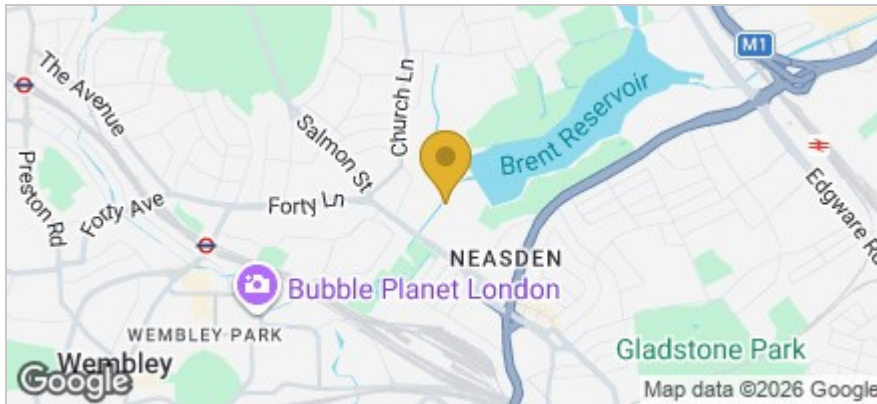 M1
The Avenue
Church Ln
Brent Reservoir
Salmon St
Preston Rd
Edgware Rd
Forty Ave
Forty Ln
NEASDEN
Bubble Planet London
WEMBLEY PARK
Wembley
Gladstone Park
Google
Map data ©2026 Google